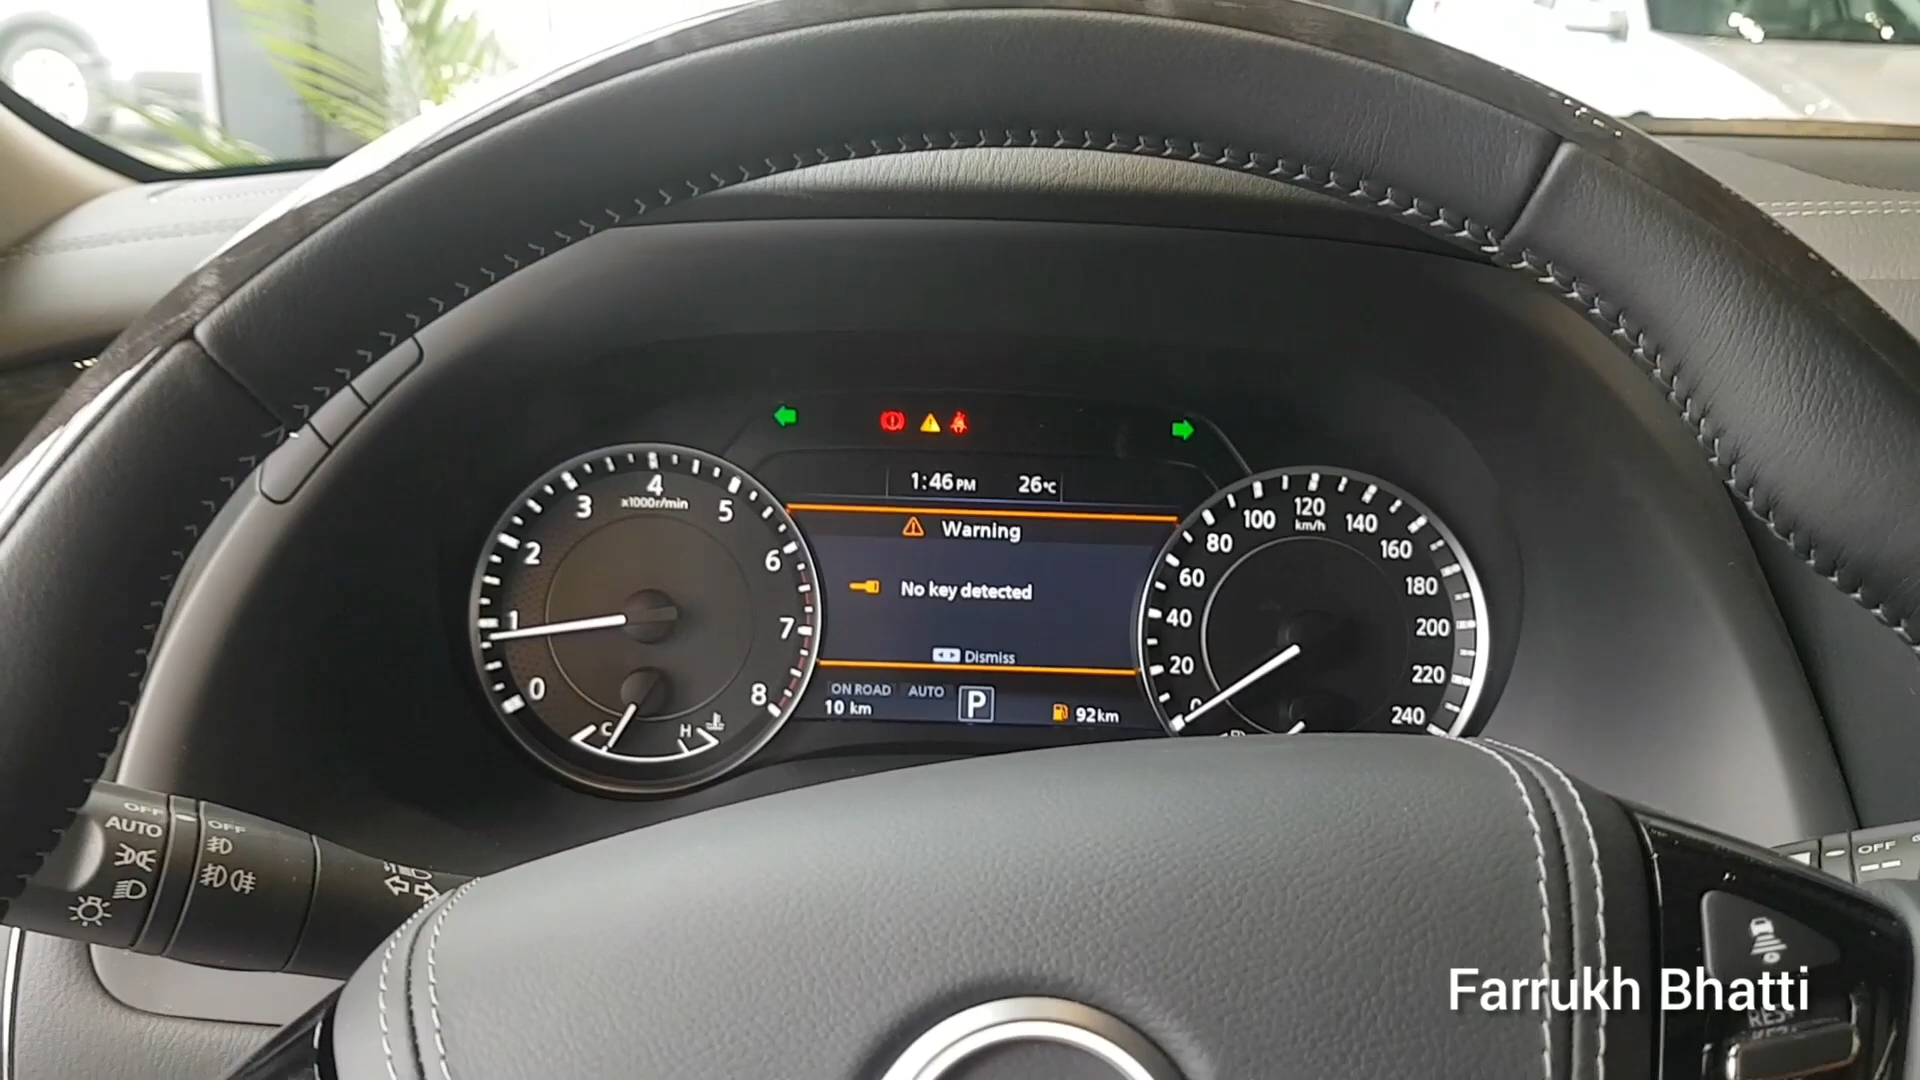 1:46 PM 26°C
Warning
No key detected
Dismiss
ON ROAD AUTO
10 km P 92km
0 1 2 3 4 5 6 7 8
x1000r/min
C H
0 20 40 60 80 100 120 140 160 180 200 220 240
km/h
OFF
AUTO
OFF
OFF
Farrukh Bhatti